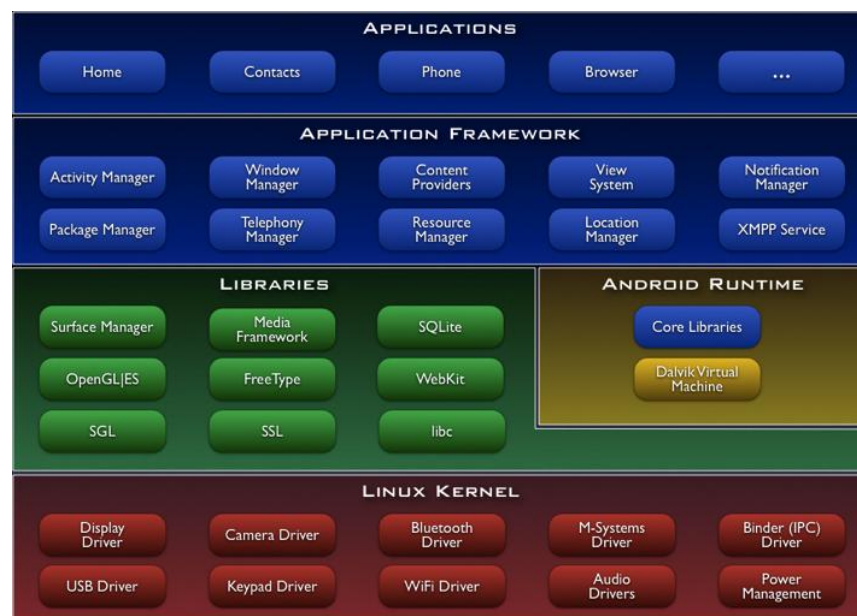 APPLICATIONS
Home
Contacts
Phone
Browser
...
APPLICATION FRAMEWORK
Activity Manager
Window
Manager
Content
Providers
View
System
Notification
Manager
Package Manager
Telephony
Manager
Resource
Manager
Location
Manager
XMPP Service
LIBRARIES
Surface Manager
Media
Framework
SQLite
OpenGL|ES
FreeType
WebKit
SGL
SSL
libc
ANDROID RUNTIME
Core Libraries
Dalvik Virtual
Machine
LINUX KERNEL
Display
Driver
Camera Driver
Bluetooth
Driver
M-Systems
Driver
Binder (IPC)
Driver
USB Driver
Keypad Driver
WiFi Driver
Audio
Drivers
Power
Management